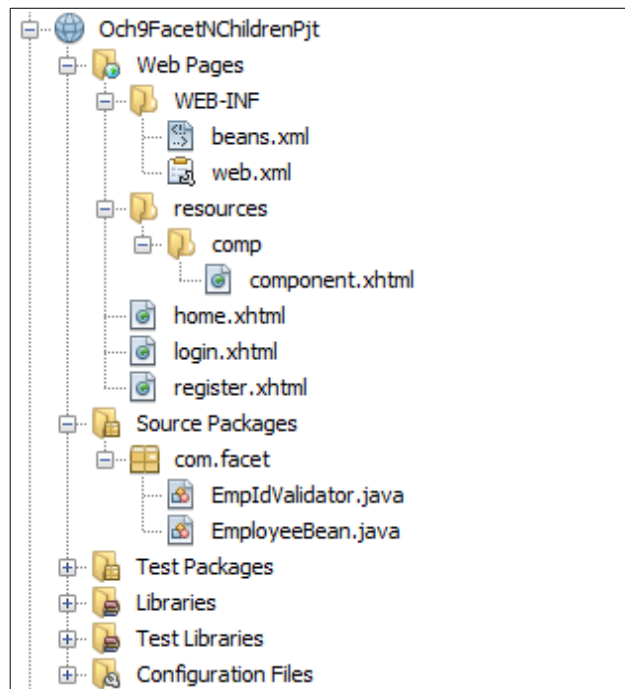 Och9FacetNChildrenPjt
Web Pages
WEB-INF
beans.xml
web.xml
resources
comp
component.xhtml
home.xhtml
login.xhtml
register.xhtml
Source Packages
com.facet
EmpIdValidator.java
EmployeeBean.java
Test Packages
Libraries
Test Libraries
Configuration Files